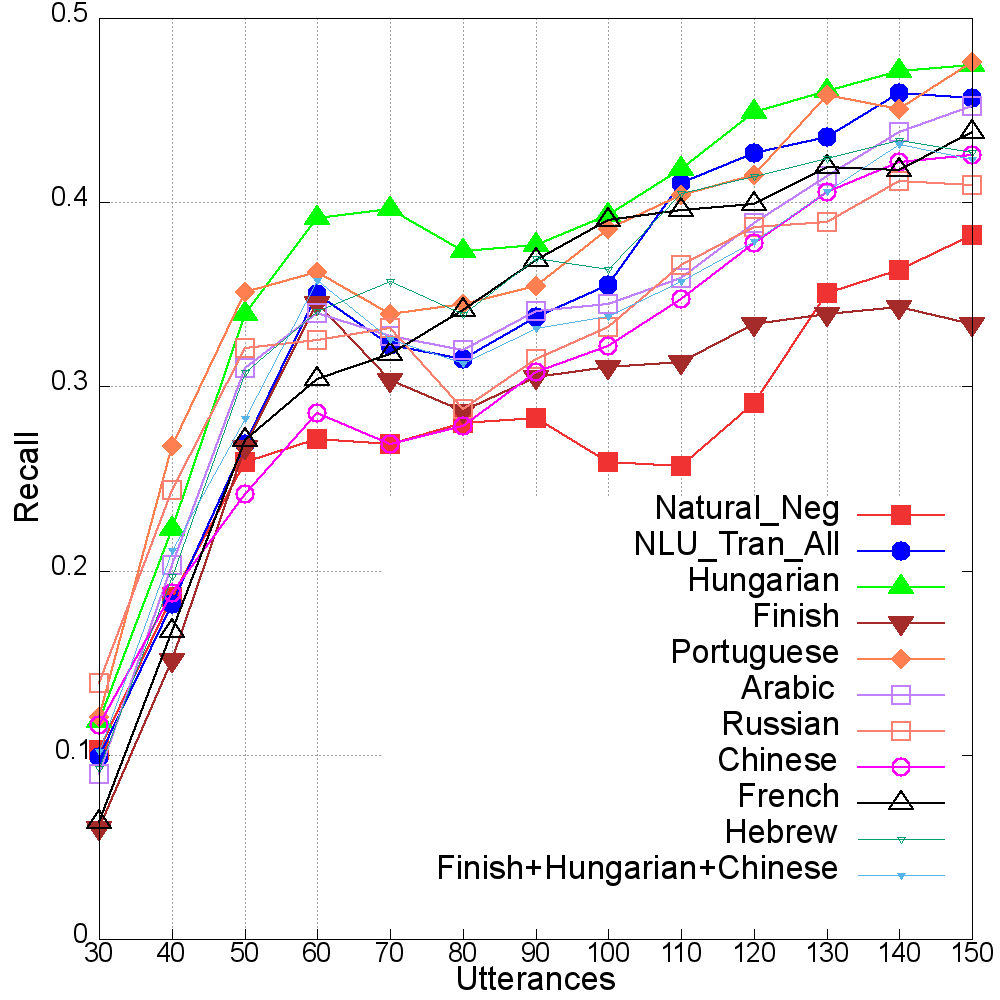 0.5
0.4
0.3
0.2
0.1
0
Recall
Natural_Neg
NLU_Tran_All
Hungarian
Finish
Portuguese
Arabic
Russian
Chinese
French
Hebrew
Finish+Hungarian+Chinese
30 40 50 60 70 80 90 100 110 120 130 140 150
Utterances